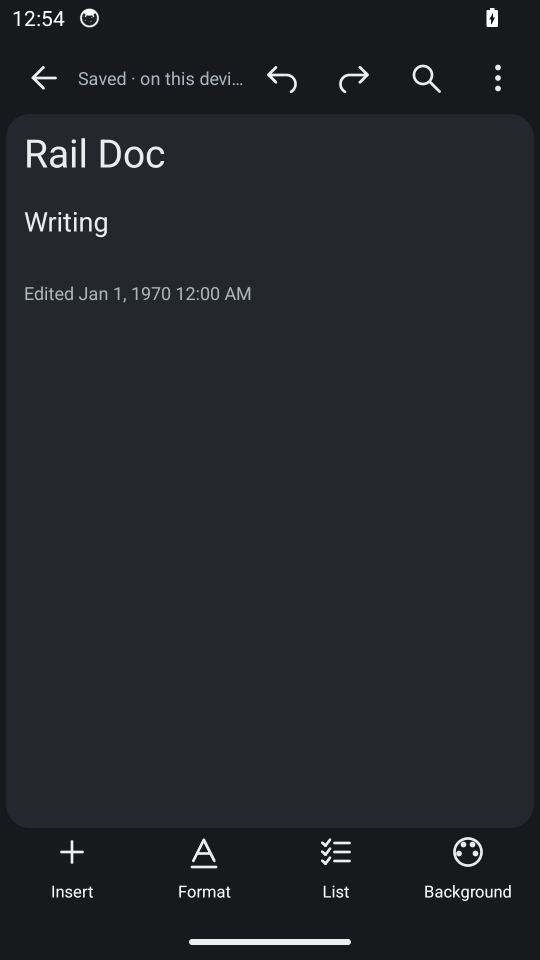 12:54
Saved · on this devi...
Rail Doc
Writing
Edited Jan 1, 1970 12:00 AM
Insert
Format
List
Background